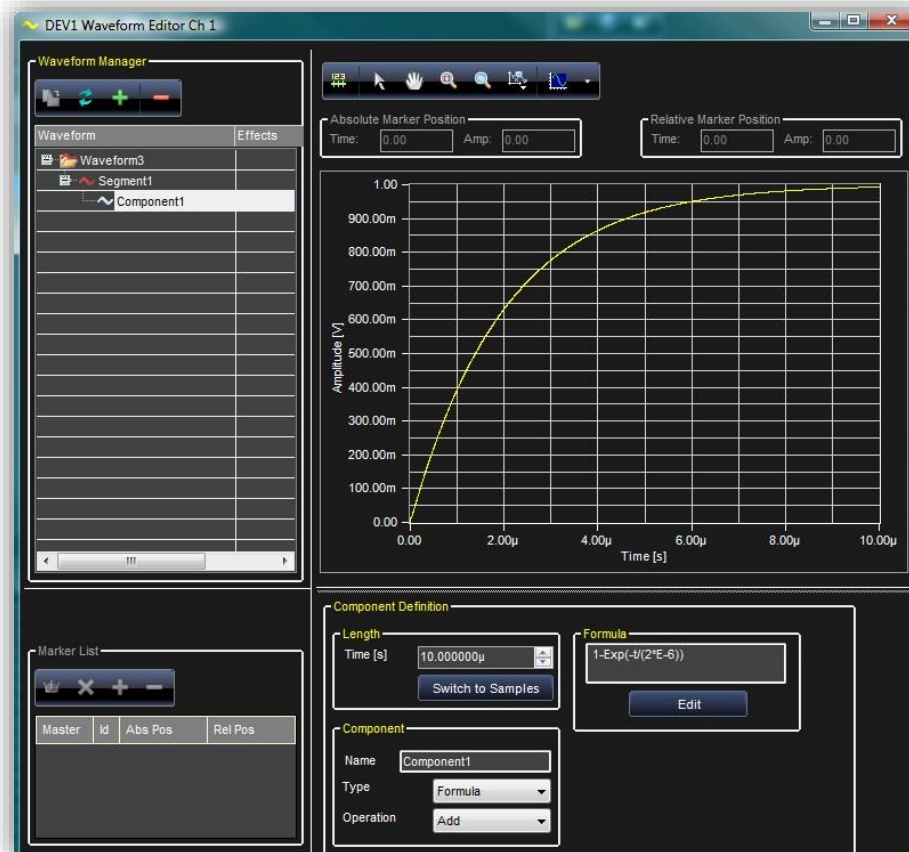 DEV1 Waveform Editor Ch 1
Waveform Manager
Waveform Effects
Waveform3
Segment1
Component1
Marker List
Master Id Abs Pos Rel Pos
Absolute Marker Position
Time: 0.00 Amp: 0.00
Relative Marker Position
Time: 0.00 Amp: 0.00
1.00
900.00m
800.00m
700.00m
600.00m
500.00m
400.00m
300.00m
200.00m
100.00m
0.00
Amplitude [V]
0.00 2.00µ 4.00µ 6.00µ 8.00µ 10.00µ
Time [s]
Component Definition
Length
Time [s] 10.000000µ
Switch to Samples
Formula
1-Exp(-t/(2*E-6))
Edit
Component
Name Component1
Type Formula
Operation Add